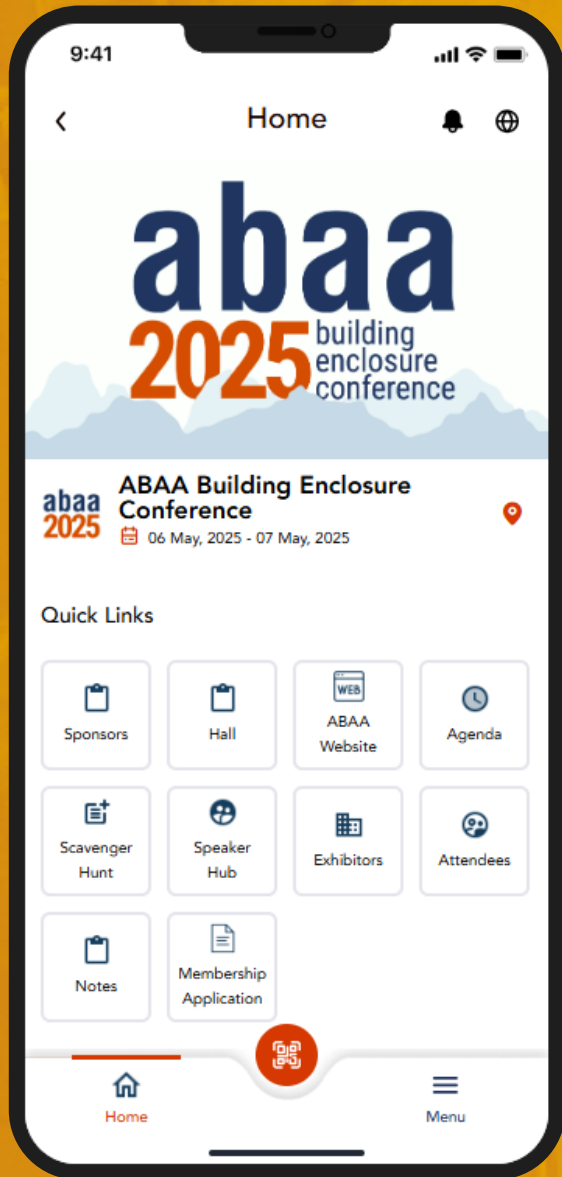 9:41
Home
abaa
2025
building
enclosure
conference
abaa
2025
ABAA Building Enclosure
Conference
06 May, 2025 - 07 May, 2025
Quick Links
Sponsors
Hall
WEB
ABAA
Website
Agenda
Scavenger
Hunt
Speaker
Hub
Exhibitors
Attendees
Notes
Membership
Application
Home
Menu